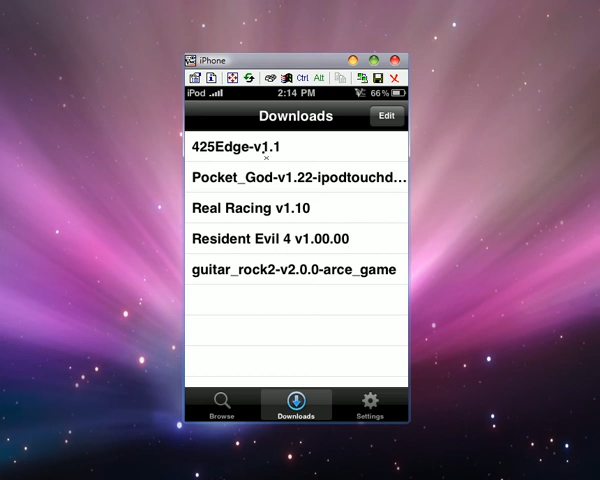 iPhone
Ctrl Alt
iPod 2:14 PM 66%
Downloads Edit
425Edge-v1.1
Pocket_God-v1.22-ipodtouchd...
Real Racing v1.10
Resident Evil 4 v1.00.00
guitar_rock2-v2.0.0-arce_game
Browse Downloads Settings